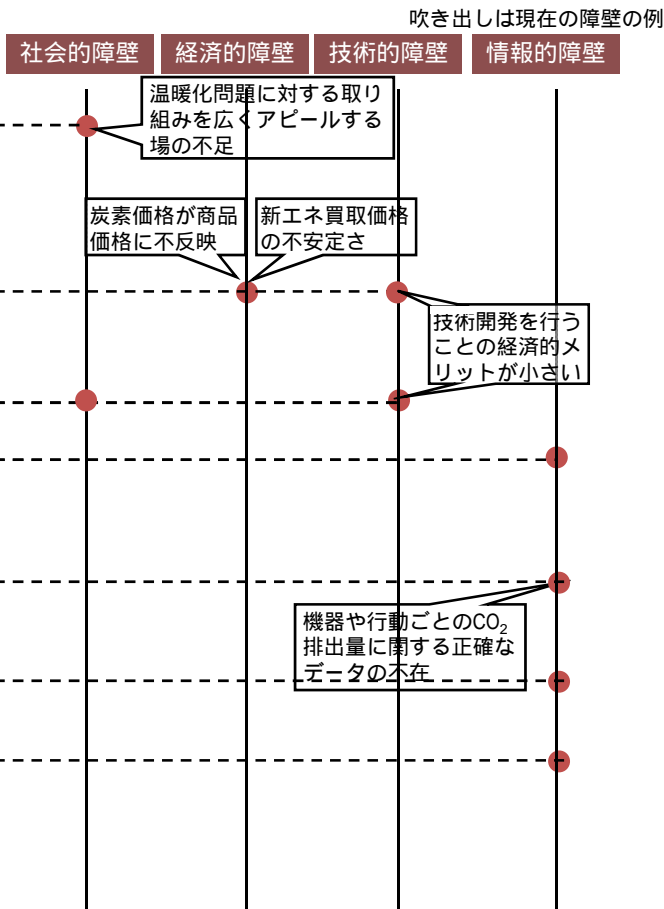 吹き出しは現在の障壁の例
社会的障壁
経済的障壁
技術的障壁
情報的障壁
温暖化問題に対する取り
組みを広くアピールする
場の不足
炭素価格が商品
価格に不反映
新エネ買取価格
の不安定さ
技術開発を行う
ことの経済的メ
リットが小さい
機器や行動ごとのCO₂
排出量に関する正確な
データの不在